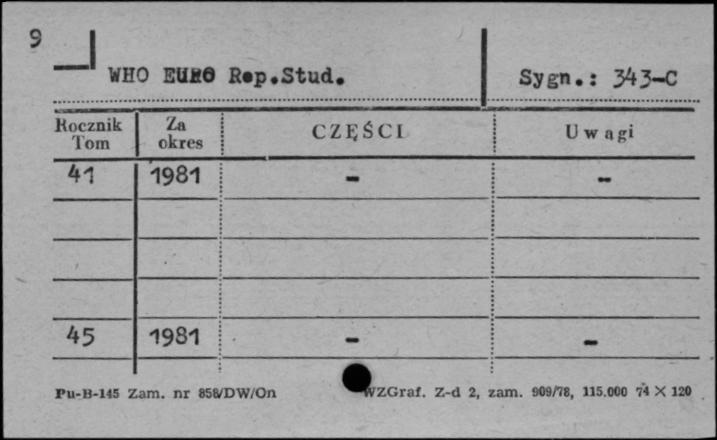 9
WHO EURO Rep.Stud. Sygn.: 343-C
Rocznik Tom Za okres CZĘŚCI Uwagi
41 1981 - -
45 1981 - -
Pu-B-145 Zam. nr 858/DW/On WZGraf. Z-d 2, zam. 909/78, 115.000 74 X 120